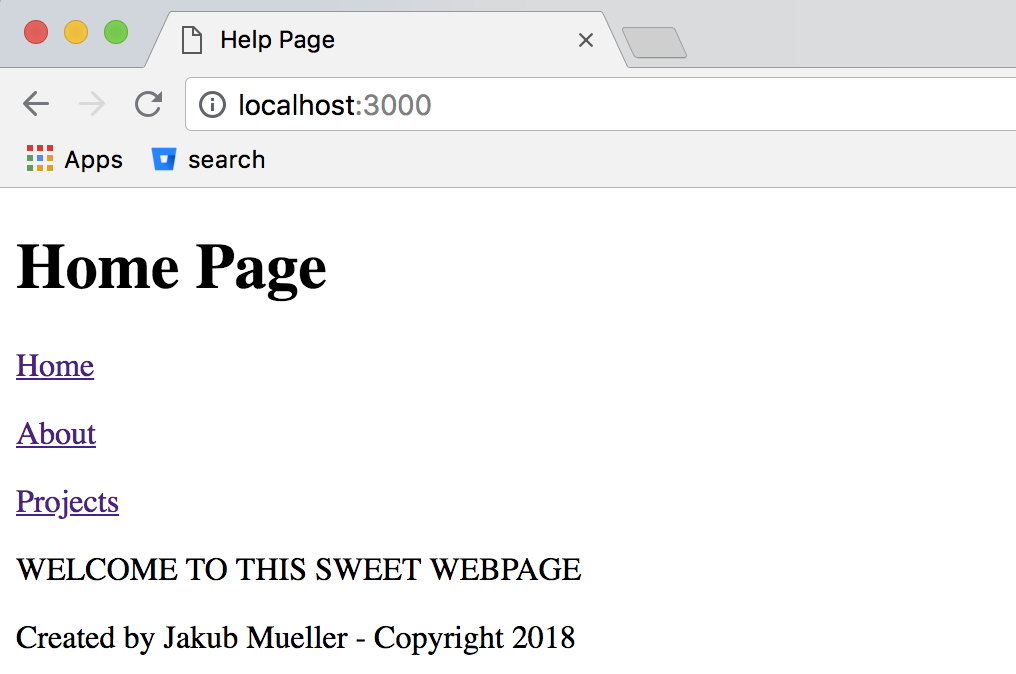 Help Page
localhost:3000
Apps search
Home Page
Home
About
Projects
WELCOME TO THIS SWEET WEBPAGE
Created by Jakub Mueller - Copyright 2018